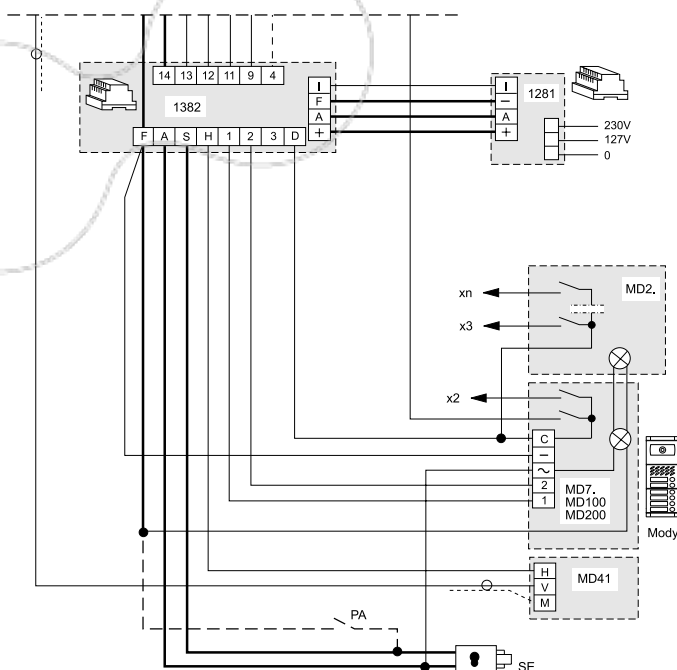 14 13 12 11 9 4
1382
I
F
A
+
F A S H 1 2 3 D
I
–
A
+
1281
230V
127V
0
MD2.
xn
x3
x2
C
–
~
2
1
MD7.
MD100
MD200
Mody
H
V
M
MD41
PA
SE